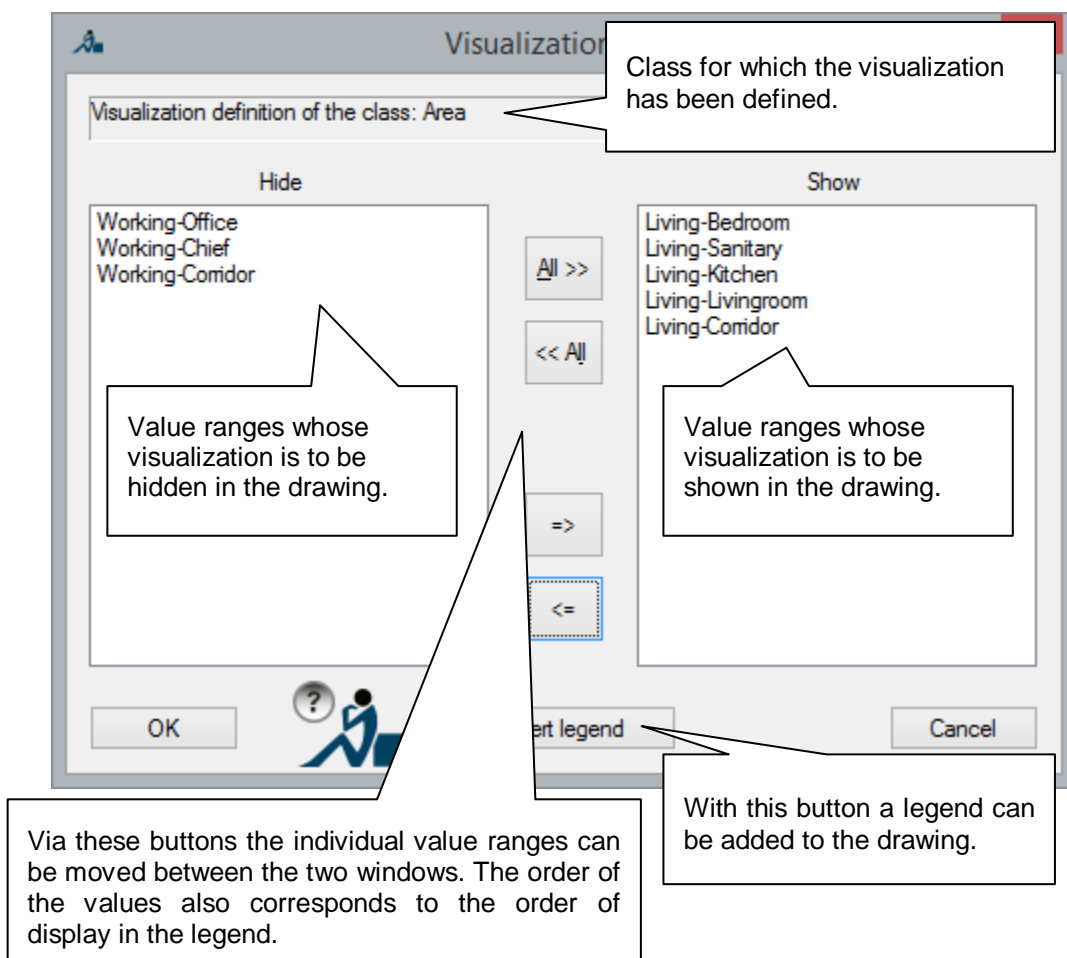 Visualization
Class for which the visualization
has been defined.
Visualization definition of the class: Area
Hide
Show
Working-Office
Working-Chief
Working-Corridor
Living-Bedroom
Living-Sanitary
Living-Kitchen
Living-Livingroom
Living-Corridor
All >>
<< All
=>
<=
Value ranges whose
visualization is to be
hidden in the drawing.
Value ranges whose
visualization is to be
shown in the drawing.
OK
?
ert legend
Cancel
With this button a legend can
be added to the drawing.
Via these buttons the individual value ranges can
be moved between the two windows. The order of
the values also corresponds to the order of
display in the legend.